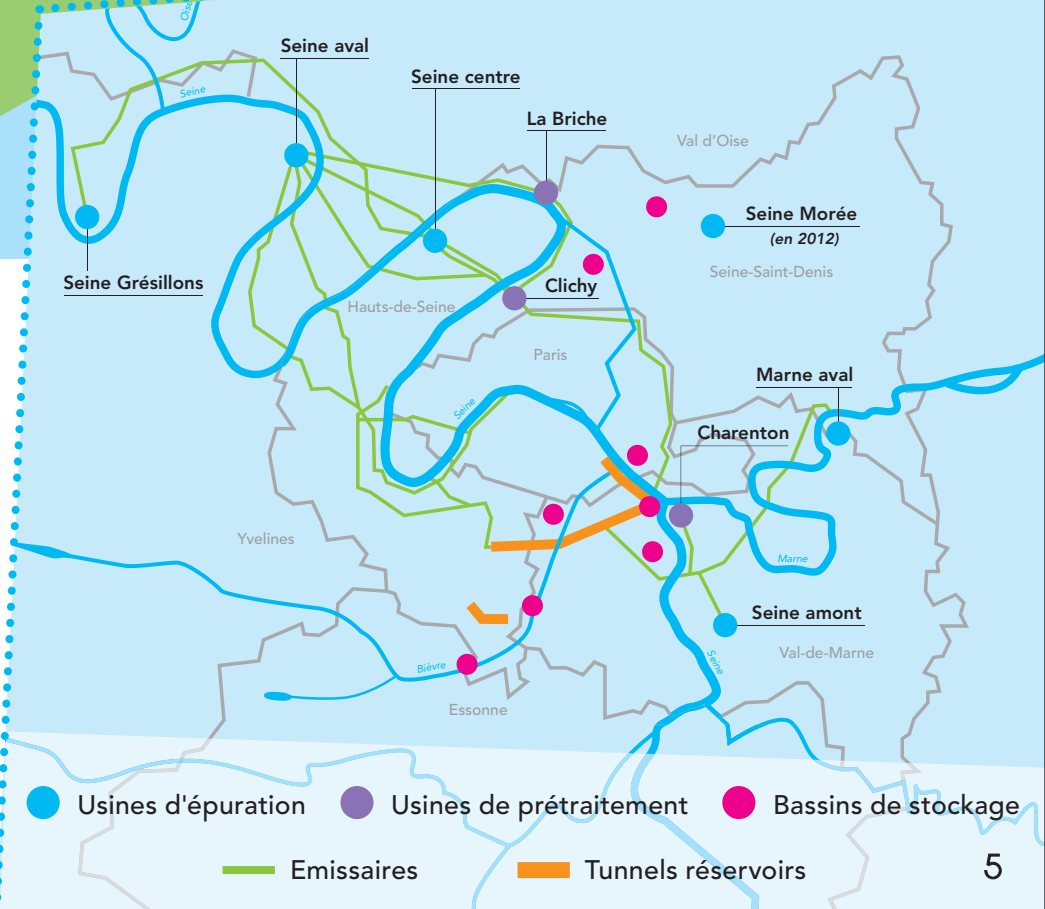 Oise
Seine aval
Seine centre
Seine
La Briche
Val d'Oise
Seine Morée
(en 2012)
Seine-Saint-Denis
Seine Grésillons
Clichy
Hauts-de-Seine
Paris
Marne aval
Seine
Charenton
Yvelines
Marne
Seine amont
Val-de-Marne
Seine
Bièvre
Essonne
Usines d'épuration
Usines de prétraitement
Bassins de stockage
Emissaires
Tunnels réservoirs
5